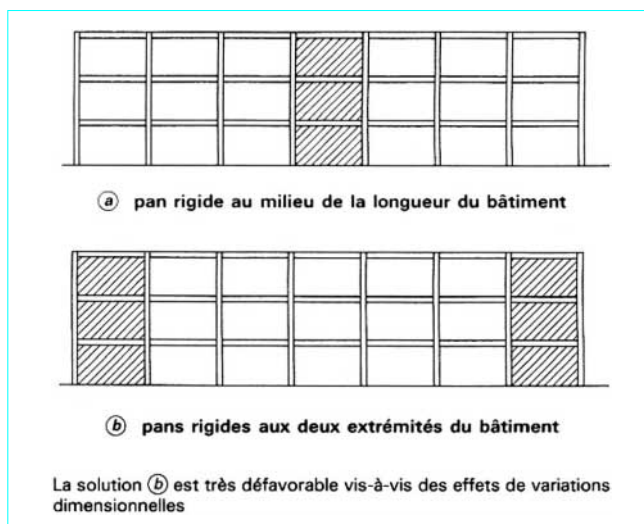 ⓐ pan rigide au milieu de la longueur du bâtiment
ⓑ pans rigides aux deux extrémités du bâtiment
La solution ⓑ est très défavorable vis-à-vis des effets de variations
dimensionnelles